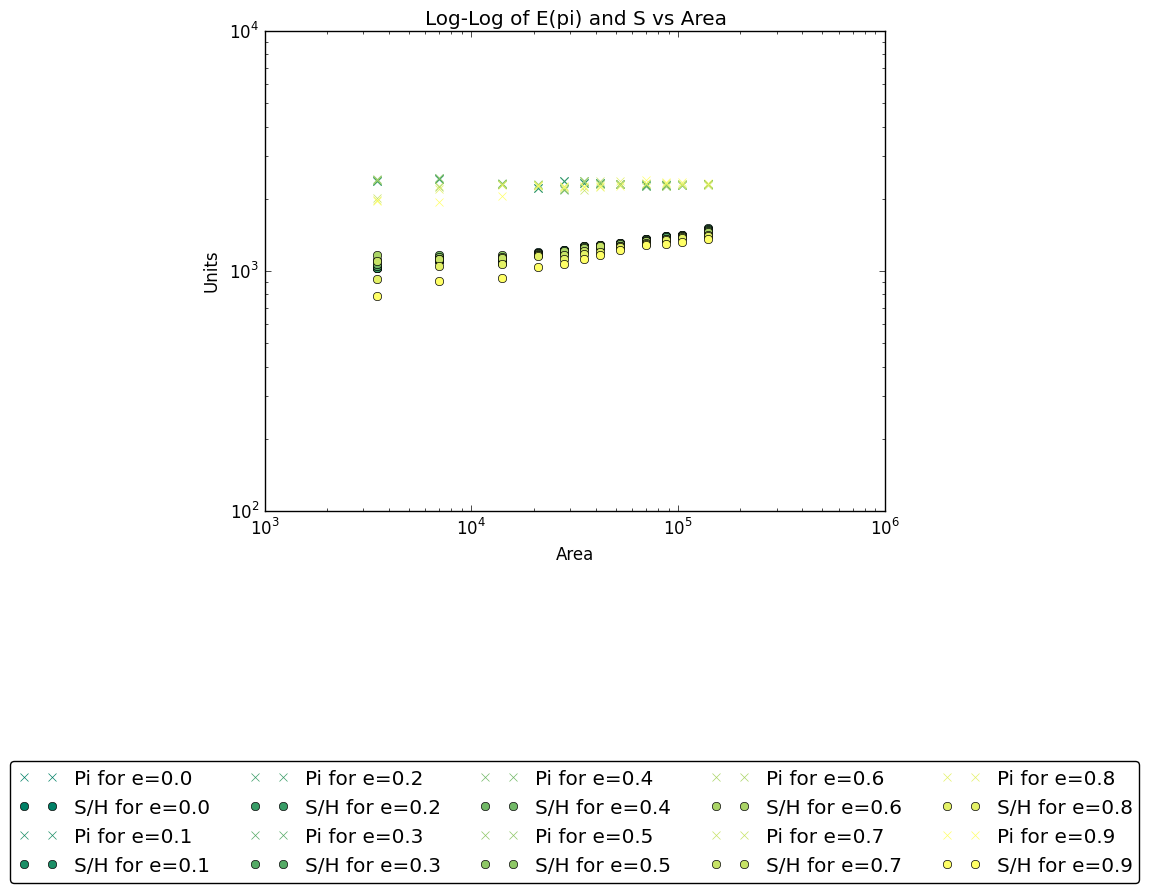 Log-Log of E(pi) and S vs Area
10^4
10^3
10^2
Units
10^3 10^4 10^5 10^6
Area
Pi for e=0.0 Pi for e=0.2 Pi for e=0.4 Pi for e=0.6 Pi for e=0.8
S/H for e=0.0 S/H for e=0.2 S/H for e=0.4 S/H for e=0.6 S/H for e=0.8
Pi for e=0.1 Pi for e=0.3 Pi for e=0.5 Pi for e=0.7 Pi for e=0.9
S/H for e=0.1 S/H for e=0.3 S/H for e=0.5 S/H for e=0.7 S/H for e=0.9